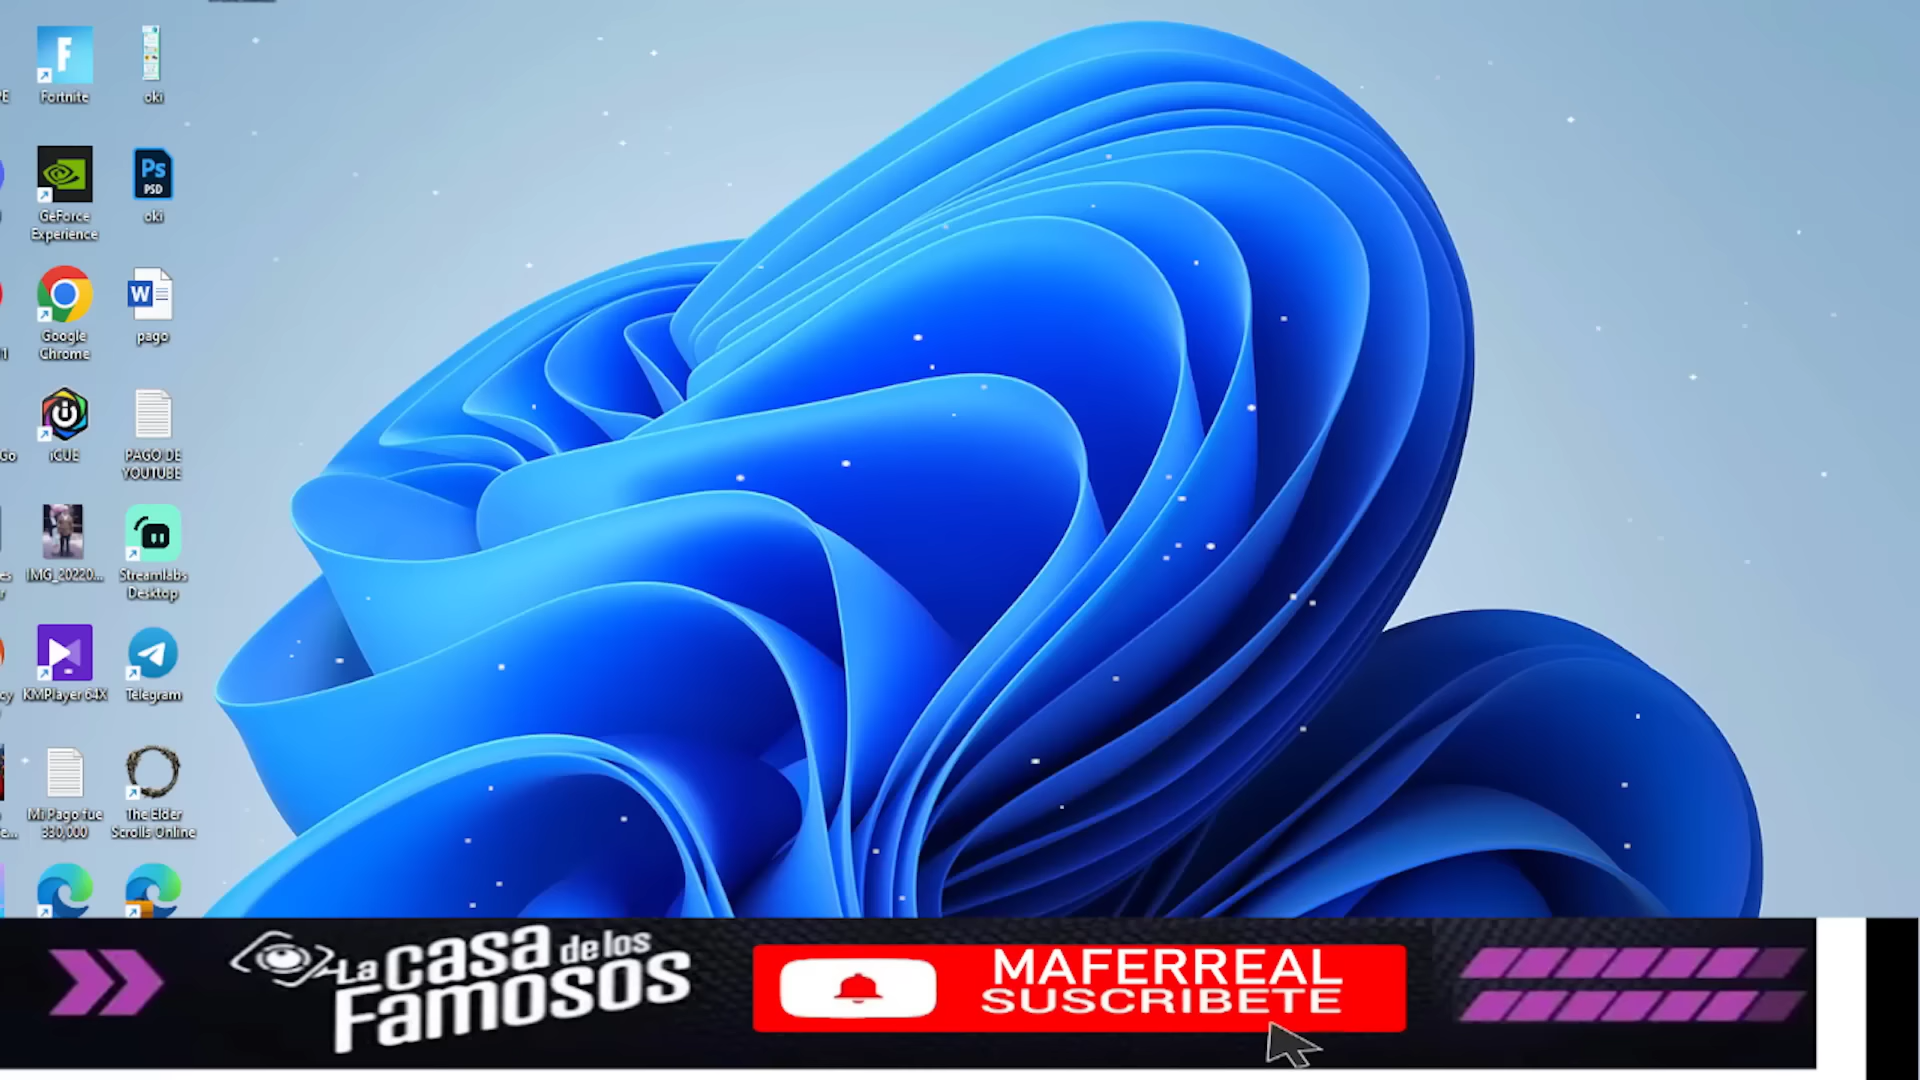 Fortnite
oki
GeForce
Experience
Ps
PSD
oki
Google
Chrome
W
pago
iCUE
PAGO DE
YOUTUBE
IMG_20220...
Streamlabs
Desktop
KMPlayer 64X
Telegram
Mi Pago fue
330,000
The Elder
Scrolls Online
La casa de los
Famosos
MAFERREAL
SUSCRIBETE